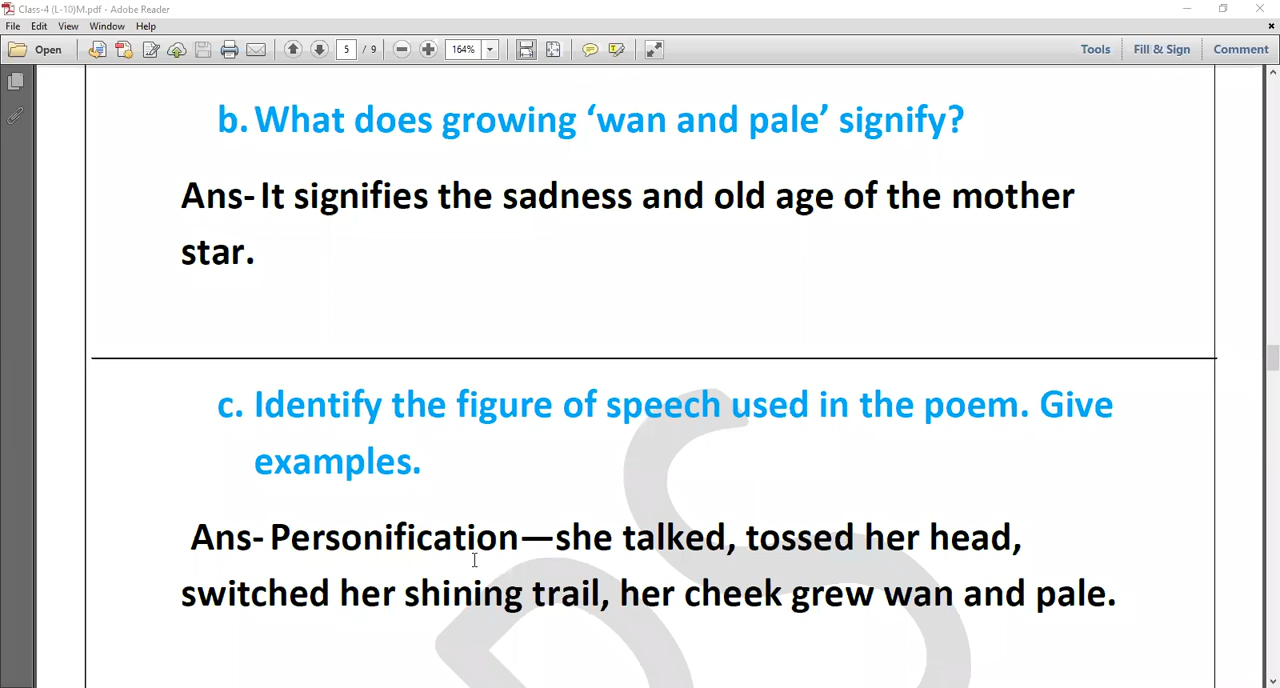 Class-4 (L-10)M.pdf - Adobe Reader
File Edit View Window Help
Open 5 / 9 164% Tools Fill & Sign Comment
b. What does growing ‘wan and pale’ signify?
Ans- It signifies the sadness and old age of the mother
star.
c. Identify the figure of speech used in the poem. Give
examples.
Ans- Personification—she talked, tossed her head,
switched her shining trail, her cheek grew wan and pale.
DS